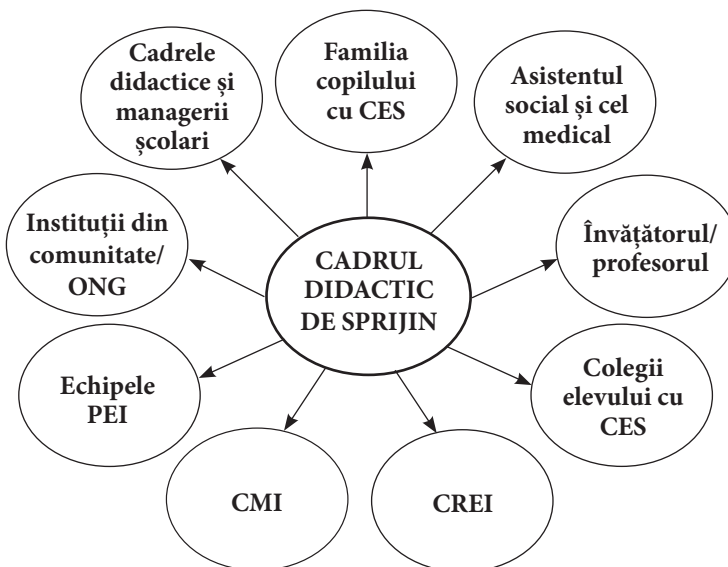 Cadrele
didactice și
managerii
școlari
Familia
copilului
cu CES
Asistentul
social și cel
medical
Instituții din
comunitate/
ONG
CADRUL
DIDACTIC
DE SPRIJIN
Învățătorul/
profesorul
Echipele
PEI
Colegii
elevului cu
CES
CMI
CREI